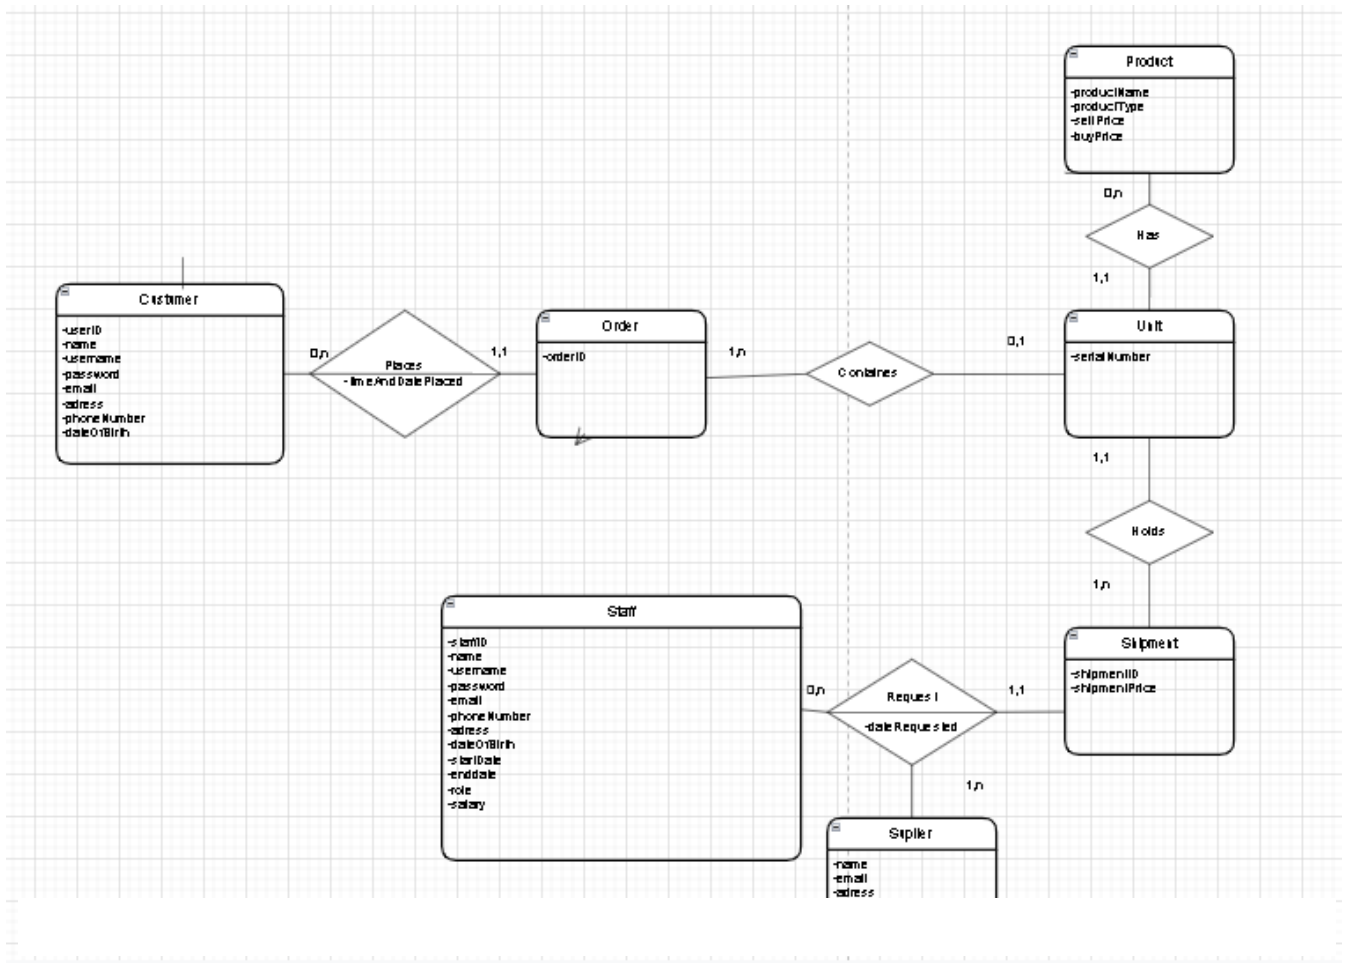 Product
-productName
-productType
-sellPrice
-buyPrice
0,n
Has
1,1
Custumer
-userID
-name
-username
-password
-email
-adress
-phoneNumber
-dateOfBirth
0,n
Places
-timeAndDatePlaced
1,1
Order
-orderID
1,n
Containes
0,1
Unit
-serialNumber
1,1
Holds
1,n
Staff
-staffID
-name
-username
-password
-email
-phoneNumber
-adress
-dateOfBirth
-startDate
-enddate
-role
-salary
0,n
Request
-dateRequested
1,1
Shipment
-shipmentID
-shipmentPrice
1,n
Suplier
-name
-email
-adress